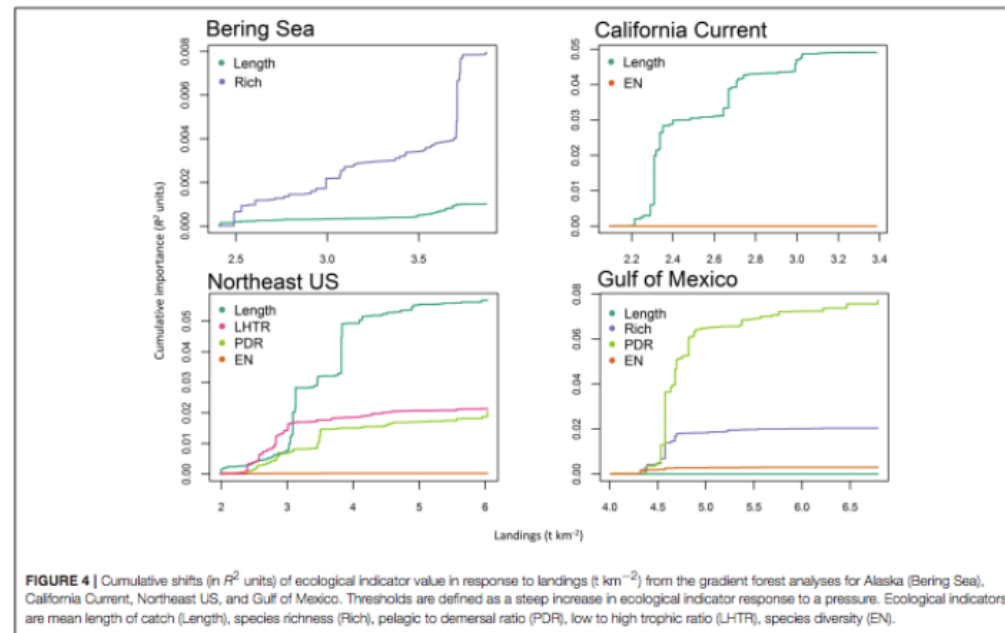 Bering Sea
Length
Rich
0.000
0.002
0.004
0.006
0.008
2.5 3.0 3.5
California Current
Length
EN
0.00
0.01
0.02
0.03
0.04
0.05
2.2 2.4 2.6 2.8 3.0 3.2 3.4
Cumulative importance (R² units)
Northeast US
Length
LHTR
PDR
EN
0.00
0.01
0.02
0.03
0.04
0.05
2 3 4 5 6
Gulf of Mexico
Length
Rich
PDR
EN
0.00
0.02
0.04
0.06
0.08
4.0 4.5 5.0 5.5 6.0 6.5
Landings (t km⁻²)
FIGURE 4 | Cumulative shifts (in R² units) of ecological indicator value in response to landings (t km⁻²) from the gradient forest analyses for Alaska (Bering Sea),
California Current, Northeast US, and Gulf of Mexico. Thresholds are defined as a steep increase in ecological indicator response to a pressure. Ecological indicators
are mean length of catch (Length), species richness (Rich), pelagic to demersal ratio (PDR), low to high trophic ratio (LHTR), species diversity (EN).